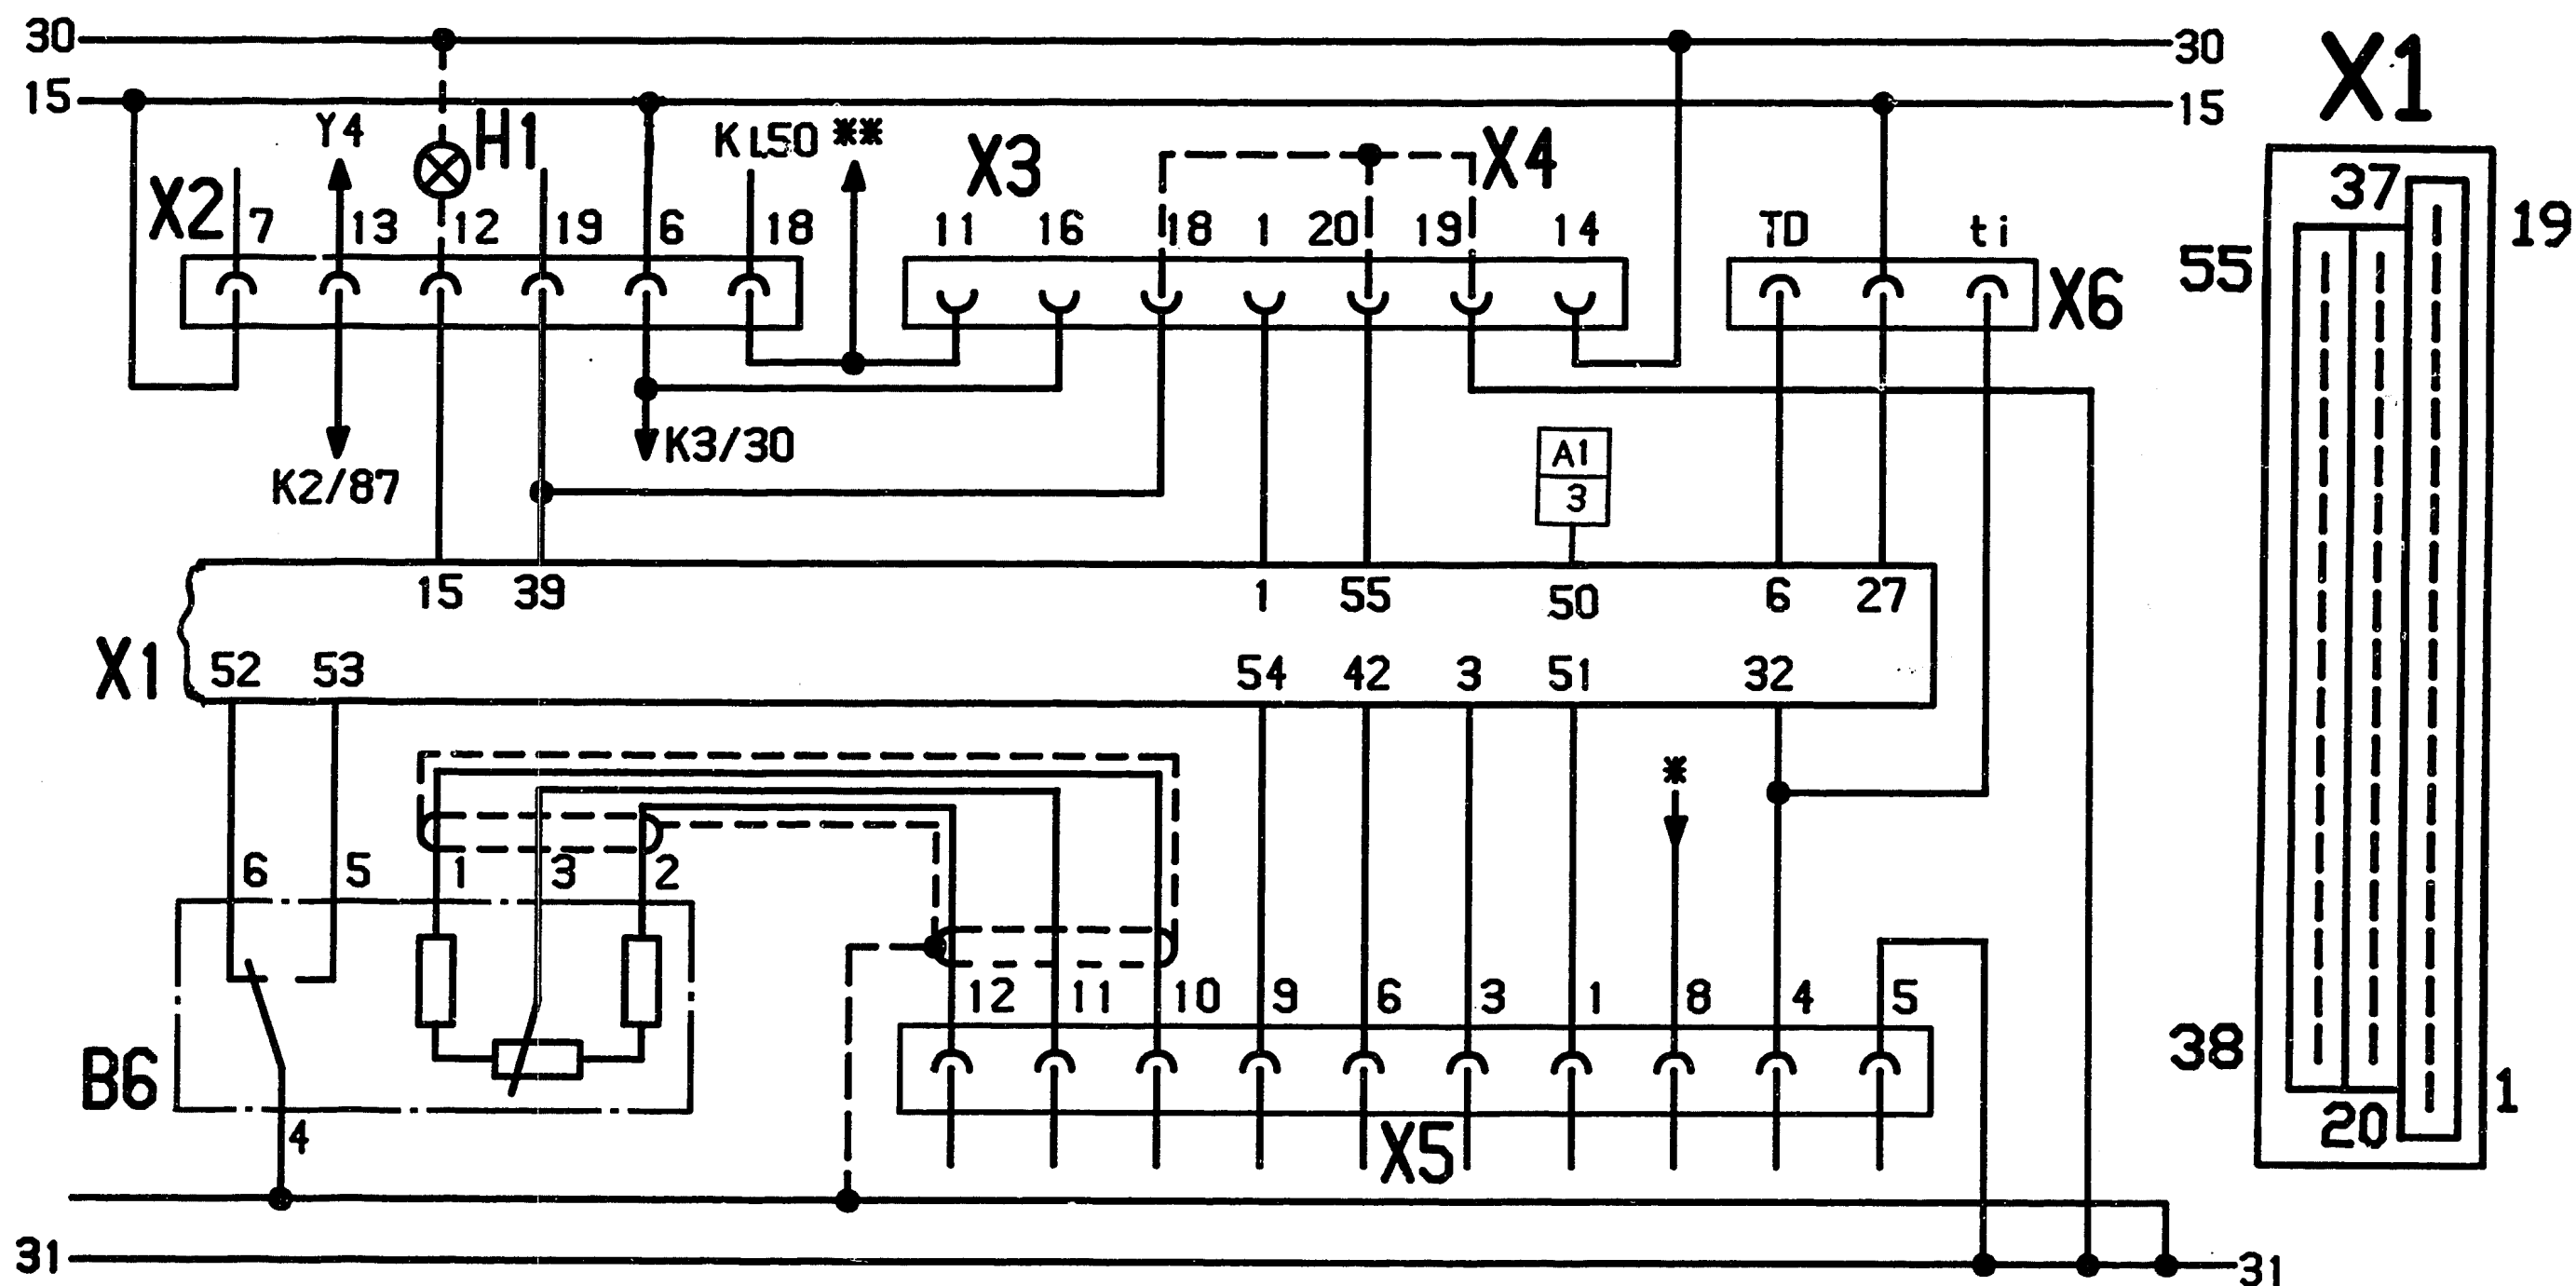 30 30 X1
15 15
Y4 H1 KL50 ** X3 X4
X2 7 13 12 19 6 18 11 16 18 1 20 19 14 TD ti
X6
37 19
55
K2/87 K3/30
A1
3
15 39 1 55 50 6 27
X1 52 53 54 42 3 51 32
*
6 5 1 3 2
12 11 10 9 6 3 1 8 4 5
B6
38
4 X5 20 1
31 31